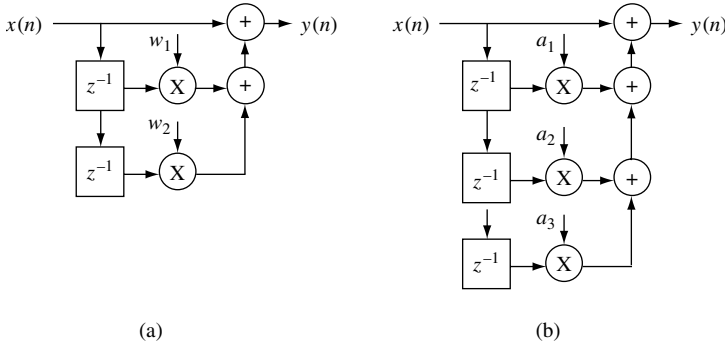 x(n) + y(n)
w₁
z⁻¹ X +
w₂
z⁻¹ X
(a)
x(n) + y(n)
a₁
z⁻¹ X +
a₂
z⁻¹ X +
a₃
z⁻¹ X
(b)